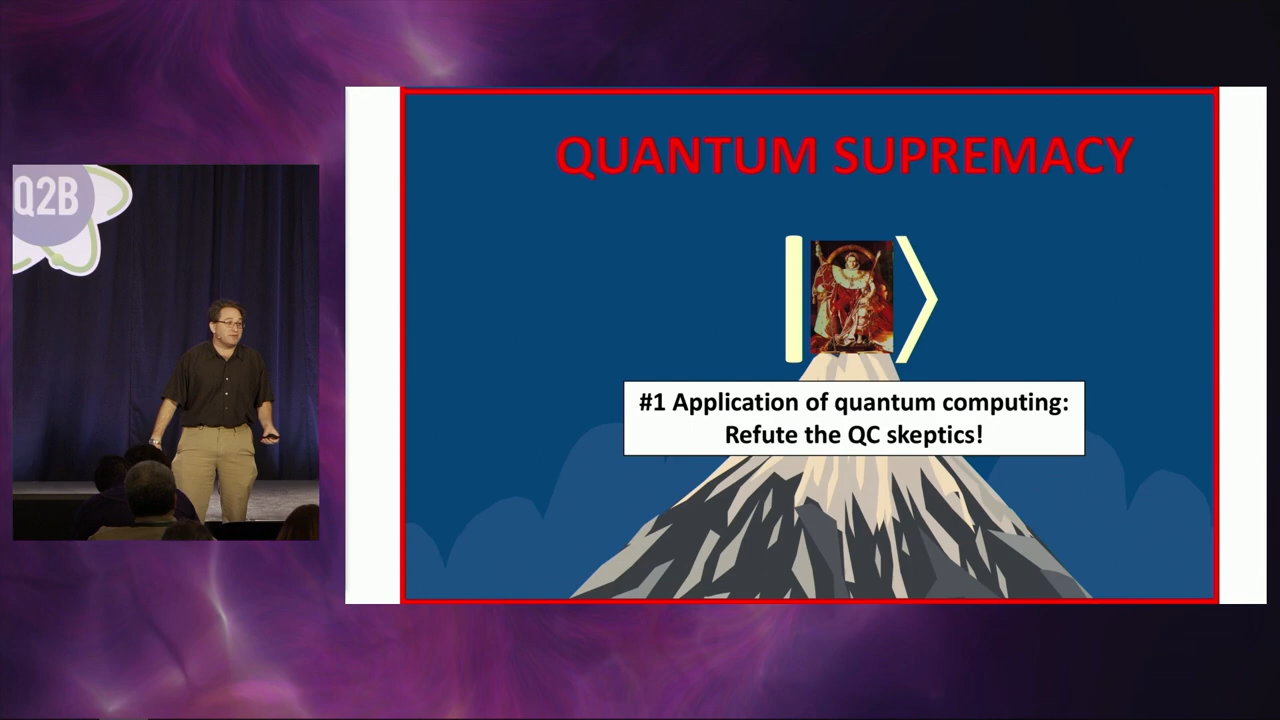 Q2B
QUANTUM SUPREMACY
#1 Application of quantum computing:
Refute the QC skeptics!